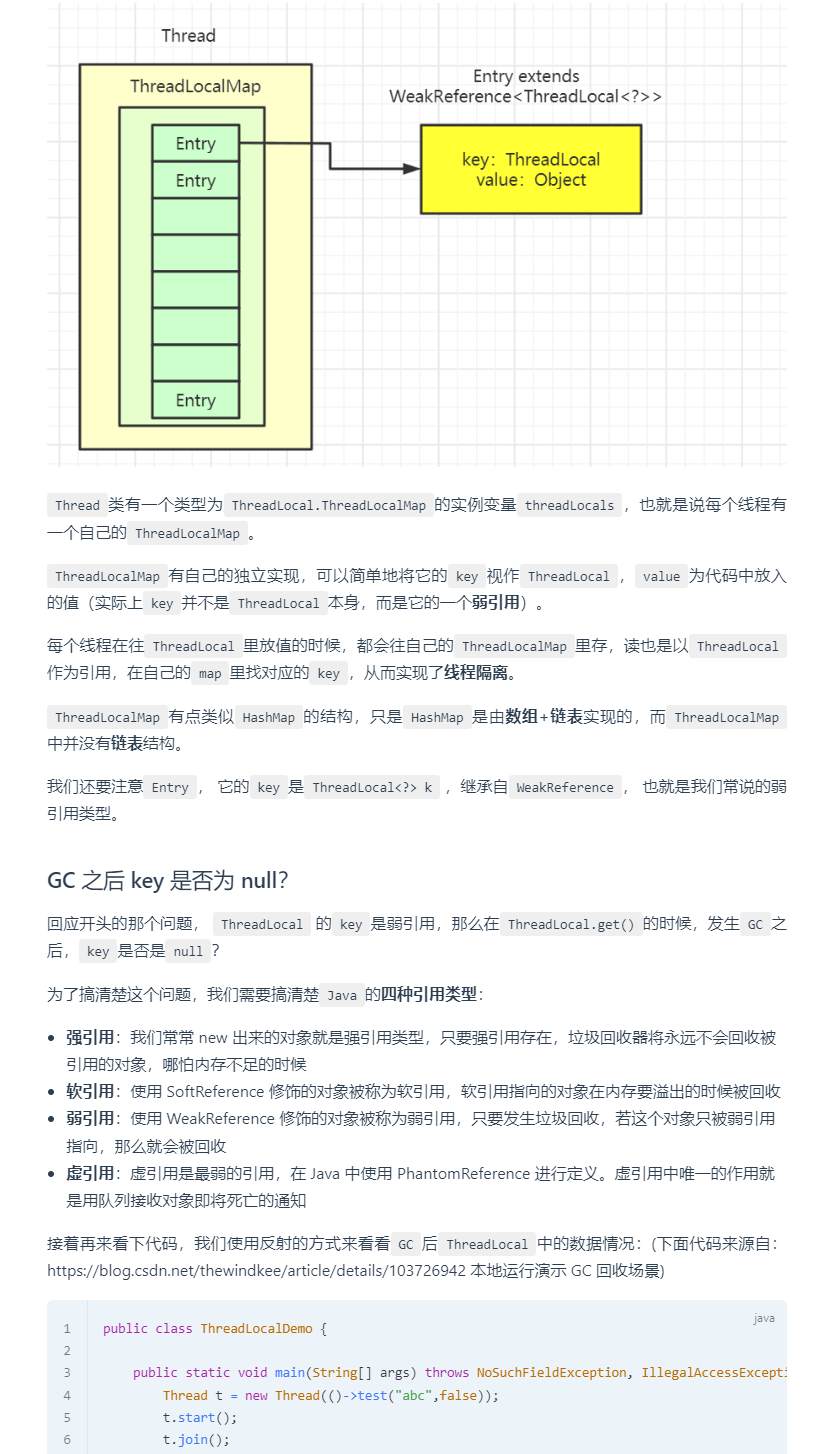 Thread
ThreadLocalMap
Entry extends
WeakReference<ThreadLocal<?>>
Entry
Entry
key：ThreadLocal
value：Object
Entry
Thread 类有一个类型为 ThreadLocal.ThreadLocalMap 的实例变量 threadLocals ，也就是说每个线程有
一个自己的 ThreadLocalMap 。
ThreadLocalMap 有自己的独立实现，可以简单地将它的 key 视作 ThreadLocal ， value 为代码中放入
的值（实际上 key 并不是 ThreadLocal 本身，而是它的一个弱引用）。
每个线程在往 ThreadLocal 里放值的时候，都会往自己的 ThreadLocalMap 里存，读也是以 ThreadLocal
作为引用，在自己的 map 里找对应的 key ，从而实现了线程隔离。
ThreadLocalMap 有点类似 HashMap 的结构，只是 HashMap 是由数组+链表实现的，而 ThreadLocalMap
中并没有链表结构。
我们还要注意 Entry ， 它的 key 是 ThreadLocal<?> k ，继承自 WeakReference ， 也就是我们常说的弱
引用类型。
GC 之后 key 是否为 null？
回应开头的那个问题， ThreadLocal 的 key 是弱引用，那么在 ThreadLocal.get() 的时候，发生 GC 之
后， key 是否是 null ？
为了搞清楚这个问题，我们需要搞清楚 Java 的四种引用类型：
• 强引用：我们常常 new 出来的对象就是强引用类型，只要强引用存在，垃圾回收器将永远不会回收被
引用的对象，哪怕内存不足的时候
• 软引用：使用 SoftReference 修饰的对象被称为软引用，软引用指向的对象在内存要溢出的时候被回收
• 弱引用：使用 WeakReference 修饰的对象被称为弱引用，只要发生垃圾回收，若这个对象只被弱引用
指向，那么就会被回收
• 虚引用：虚引用是最弱的引用，在 Java 中使用 PhantomReference 进行定义。虚引用中唯一的作用就
是用队列接收对象即将死亡的通知
接着再来看下代码，我们使用反射的方式来看看 GC 后 ThreadLocal 中的数据情况：(下面代码来源自：
https://blog.csdn.net/thewindkee/article/details/103726942 本地运行演示 GC 回收场景)
java
1 public class ThreadLocalDemo {
2
3 public static void main(String[] args) throws NoSuchFieldException, IllegalAccessExcepti
4 Thread t = new Thread(()->test("abc",false));
5 t.start();
6 t.join();